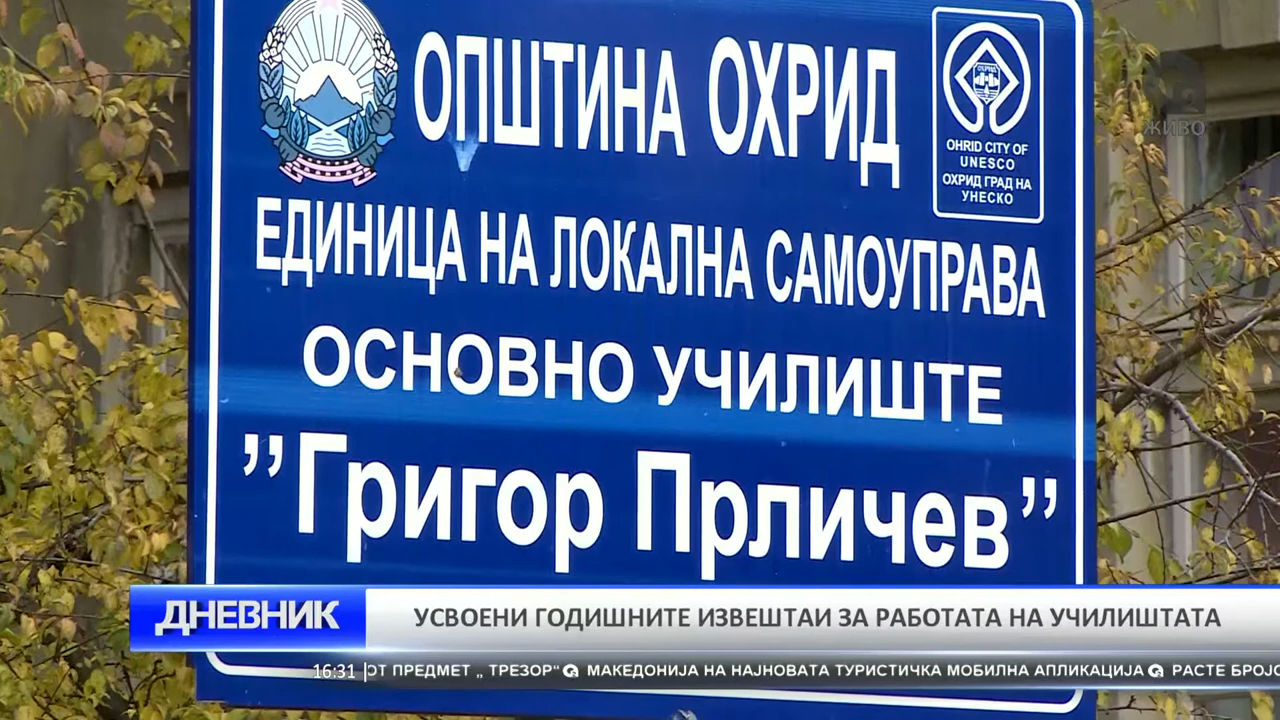 ОПШТИНА ОХРИД
OHRID CITY OF
UNESCO
ОХРИД ГРАД НА
УНЕСКО
ЖИВО
ЕДИНИЦА НА ЛОКАЛНА САМОУПРАВА
ОСНОВНО УЧИЛИШТЕ
”Григор Прличев”
ДНЕВНИК
УСВОЕНИ ГОДИШНИТЕ ИЗВЕШТАИ ЗА РАБОТАТА НА УЧИЛИШТАТА
16:31 ОТ ПРЕДМЕТ „ ТРЕЗОР“ МАКЕДОНИЈА НА НАЈНОВАТА ТУРИСТИЧКА МОБИЛНА АПЛИКАЦИЈА РАСТЕ